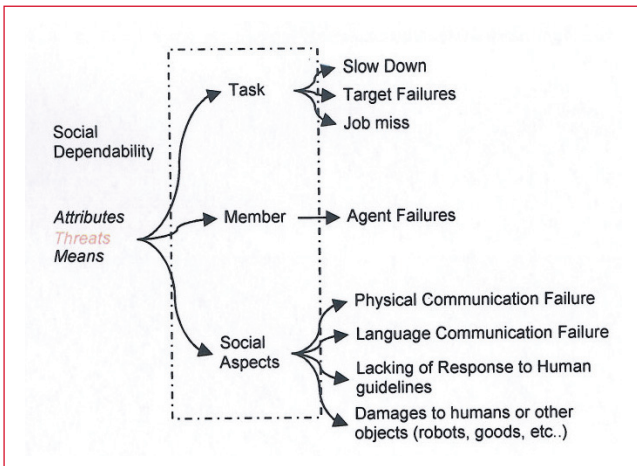 Social
Dependability
Attributes
Threats
Means
Task
Slow Down
Target Failures
Job miss
Member
Agent Failures
Social
Aspects
Physical Communication Failure
Language Communication Failure
Lacking of Response to Human
guidelines
Damages to humans or other
objects (robots, goods, etc..)